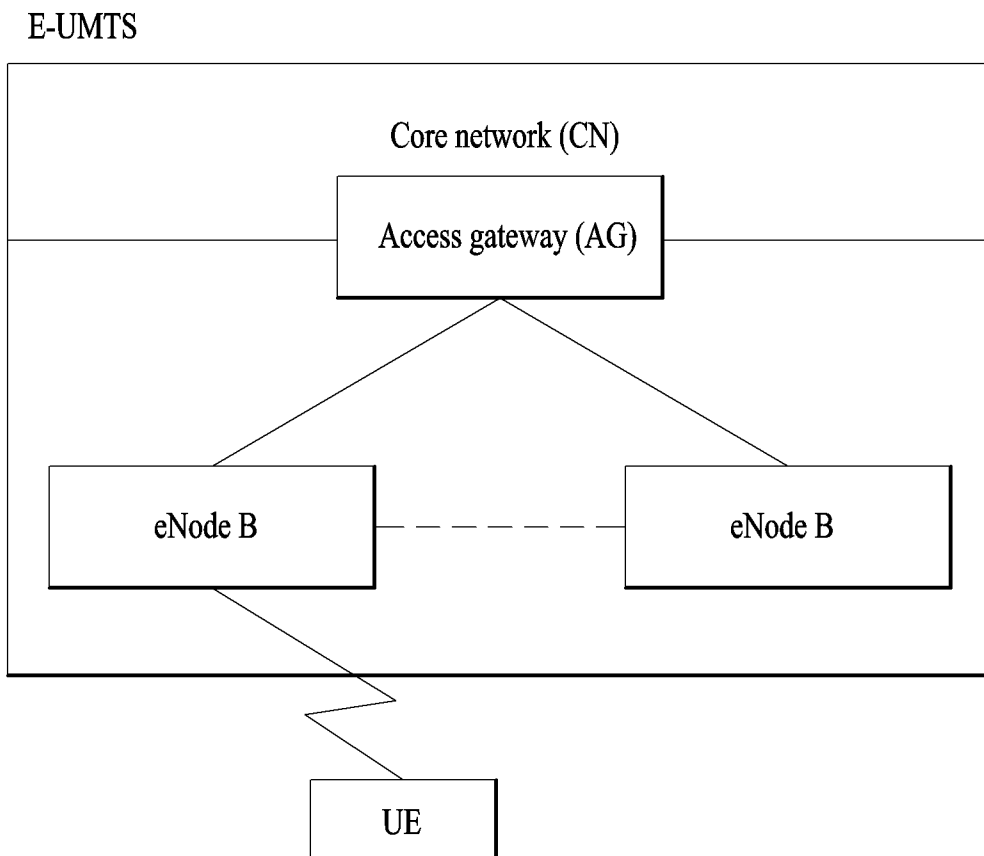 E-UMTS
Core network (CN)
Access gateway (AG)
eNode B
eNode B
UE